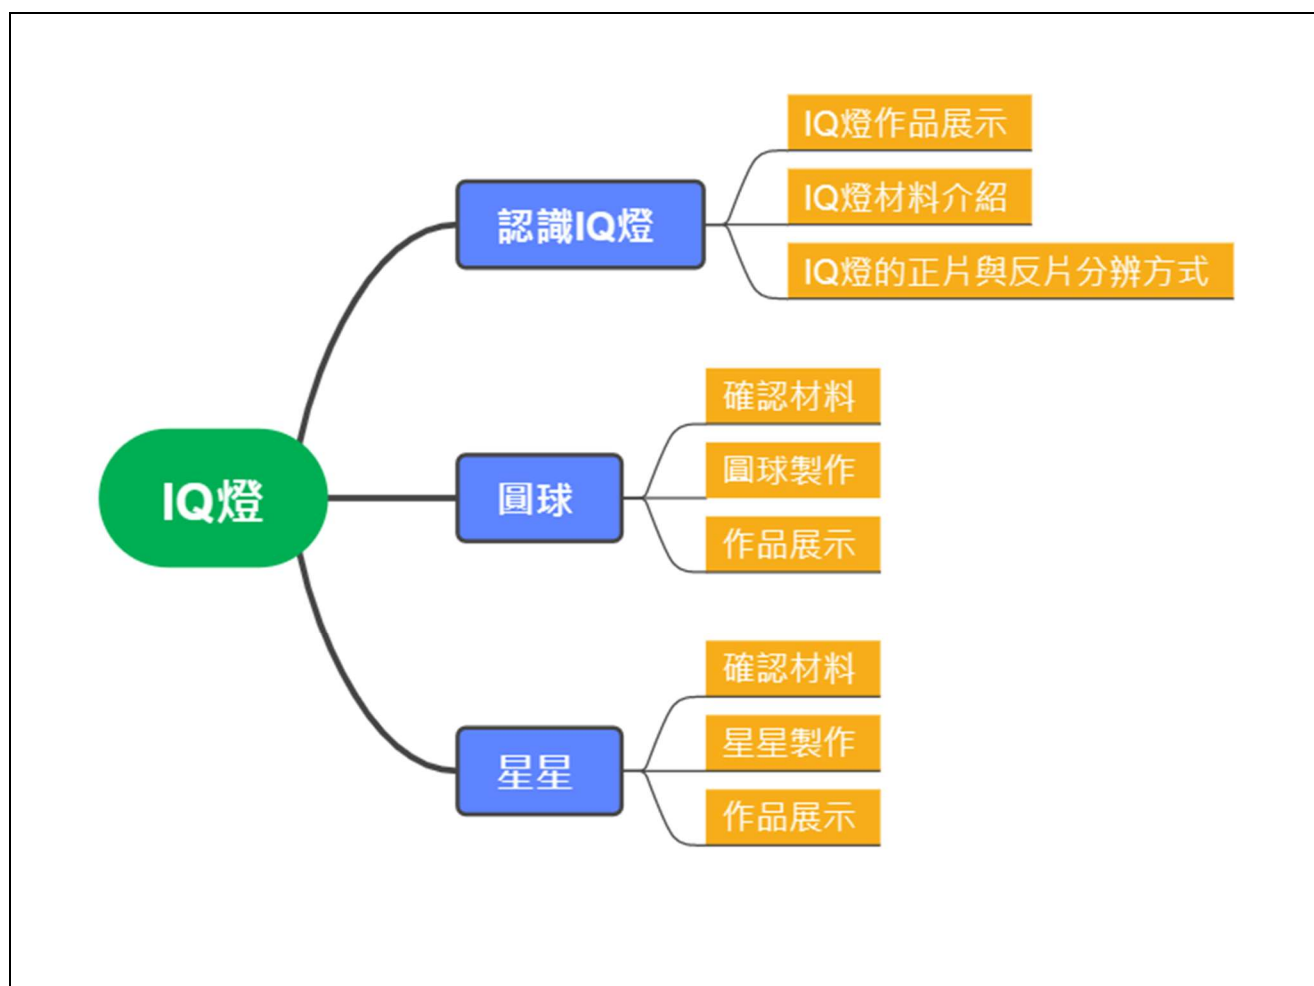 IQ燈
認識IQ燈
IQ燈作品展示
IQ燈材料介紹
IQ燈的正片與反片分辨方式
圓球
確認材料
圓球製作
作品展示
星星
確認材料
星星製作
作品展示